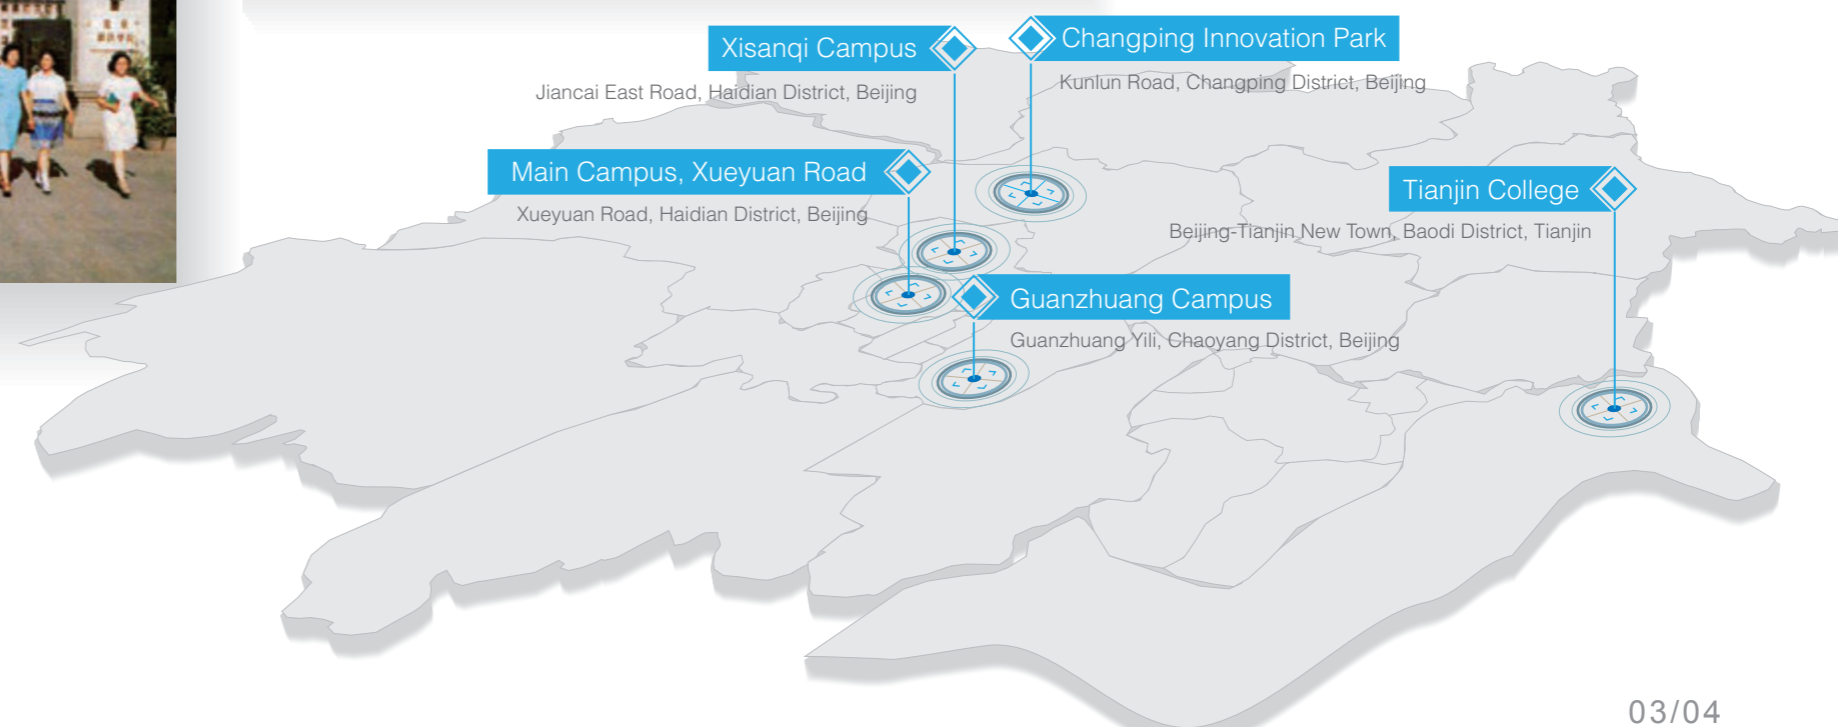 Xisanqi Campus
Jiancai East Road, Haidian District, Beijing
Changping Innovation Park
Kunlun Road, Changping District, Beijing
Main Campus, Xueyuan Road
Xueyuan Road, Haidian District, Beijing
Tianjin College
Beijing-Tianjin New Town, Baodi District, Tianjin
Guanzhuang Campus
Guanzhuang Yili, Chaoyang District, Beijing
03/04